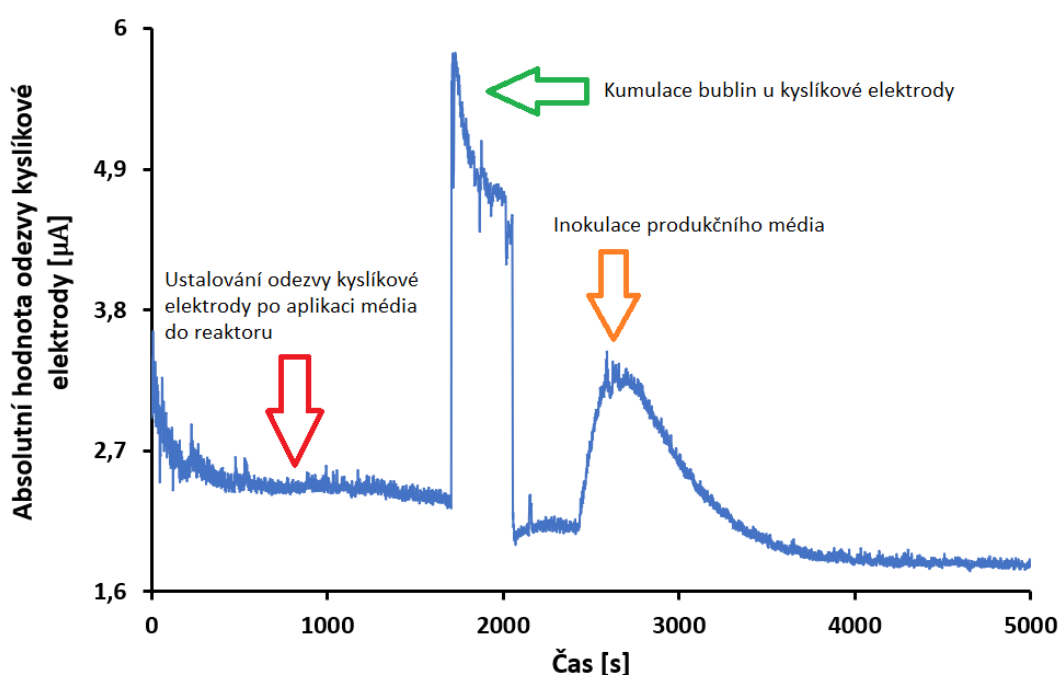 6
4,9
3,8
2,7
1,6
Absolutní hodnota odezvy kyslíkové
elektrody [µA]
Kumulace bublin u kyslíkové elektrody
Inokulace produkčního média
Ustalování odezvy kyslíkové
elektrody po aplikaci média
do reaktoru
0
1000
2000
3000
4000
5000
Čas [s]